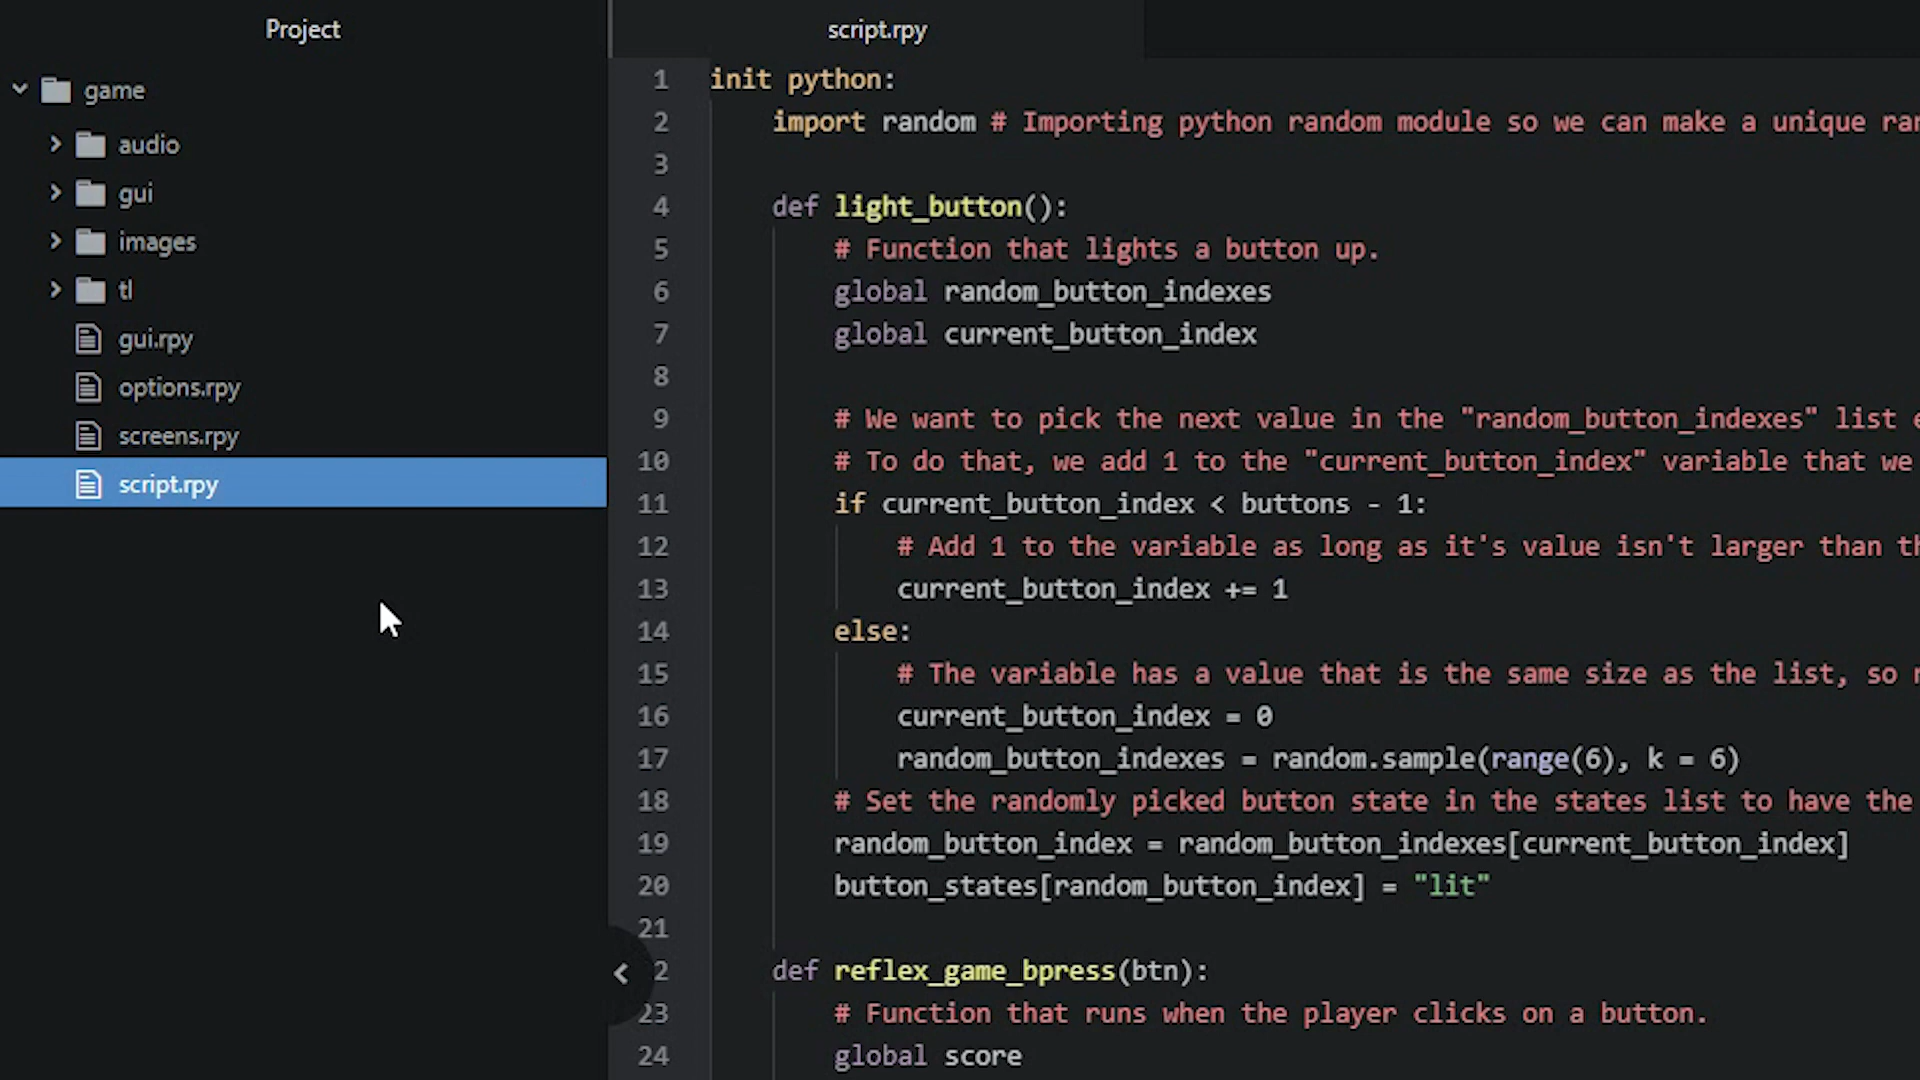 Project
game
audio
gui
images
tl
gui.rpy
options.rpy
screens.rpy
script.rpy
script.rpy
1 init python:
2 import random # Importing python random module so we can make a unique
3
4 def light_button():
5 # Function that lights a button up.
6 global random_button_indexes
7 global current_button_index
8
9 # We want to pick the next value in the "random_button_indexes" list
10 # To do that, we add 1 to the "current_button_index" variable that we
11 if current_button_index < buttons - 1:
12 # Add 1 to the variable as long as it's value isn't larger than
13 current_button_index += 1
14 else:
15 # The variable has a value that is the same size as the list, so
16 current_button_index = 0
17 random_button_indexes = random.sample(range(6), k = 6)
18 # Set the randomly picked button state in the states list to have the
19 random_button_index = random_button_indexes[current_button_index]
20 button_states[random_button_index] = "lit"
21
2 def reflex_game_bpress(btn):
23 # Function that runs when the player clicks on a button.
24 global score